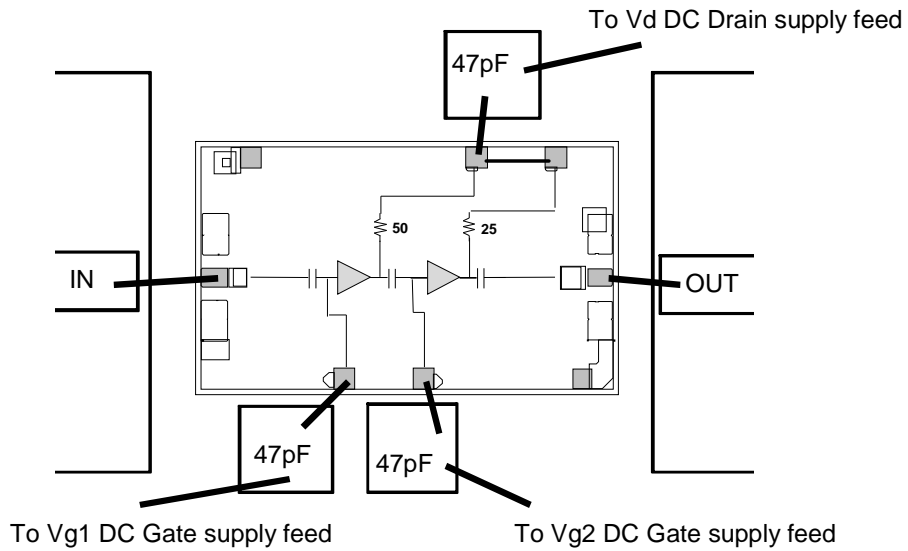 To Vd DC Drain supply feed
47pF
50
25
IN
OUT
47pF
47pF
To Vg1 DC Gate supply feed
To Vg2 DC Gate supply feed